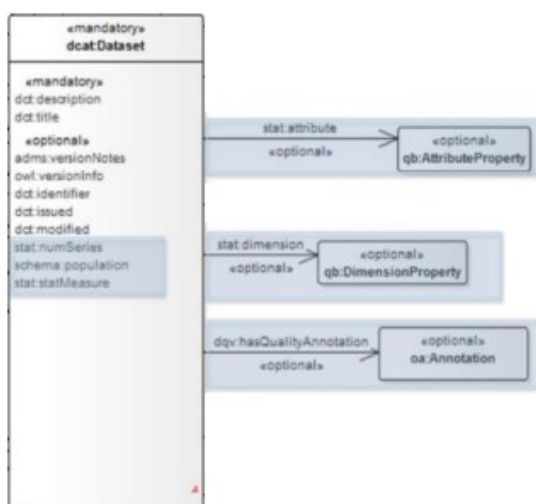 «mandatory»
dcat:Dataset
«mandatory»
dct:description
dct:title
«optional»
adms:versionNotes
owl:versionInfo
dct:identifier
dct:issued
dct:modified
stat:numSeries
schema:population
stat:statMeasure
stat:attribute
«optional»
«optional»
qb:AttributeProperty
stat:dimension
«optional»
«optional»
qb:DimensionProperty
dqv:hasQualityAnnotation
«optional»
«optional»
oa:Annotation